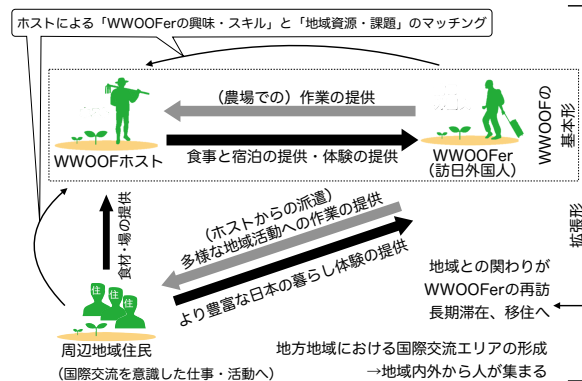 ホストによる「WWOOFerの興味・スキル」と「地域資源・課題」のマッチング
(農場での)作業の提供
WWOOFホスト
食事と宿泊の提供・体験の提供
WWOOFer
(訪日外国人)
WWOOFの
基本形
食材・場の提供
(ホストからの派遣)
多様な地域活動への作業の提供
より豊富な日本の暮らし体験の提供
拡張形
住
住
住
周辺地域住民
(国際交流を意識した仕事・活動へ)
地域との関わりが
WWOOFerの再訪
長期滞在、移住へ
地方地域における国際交流エリアの形成
→地域内外から人が集まる